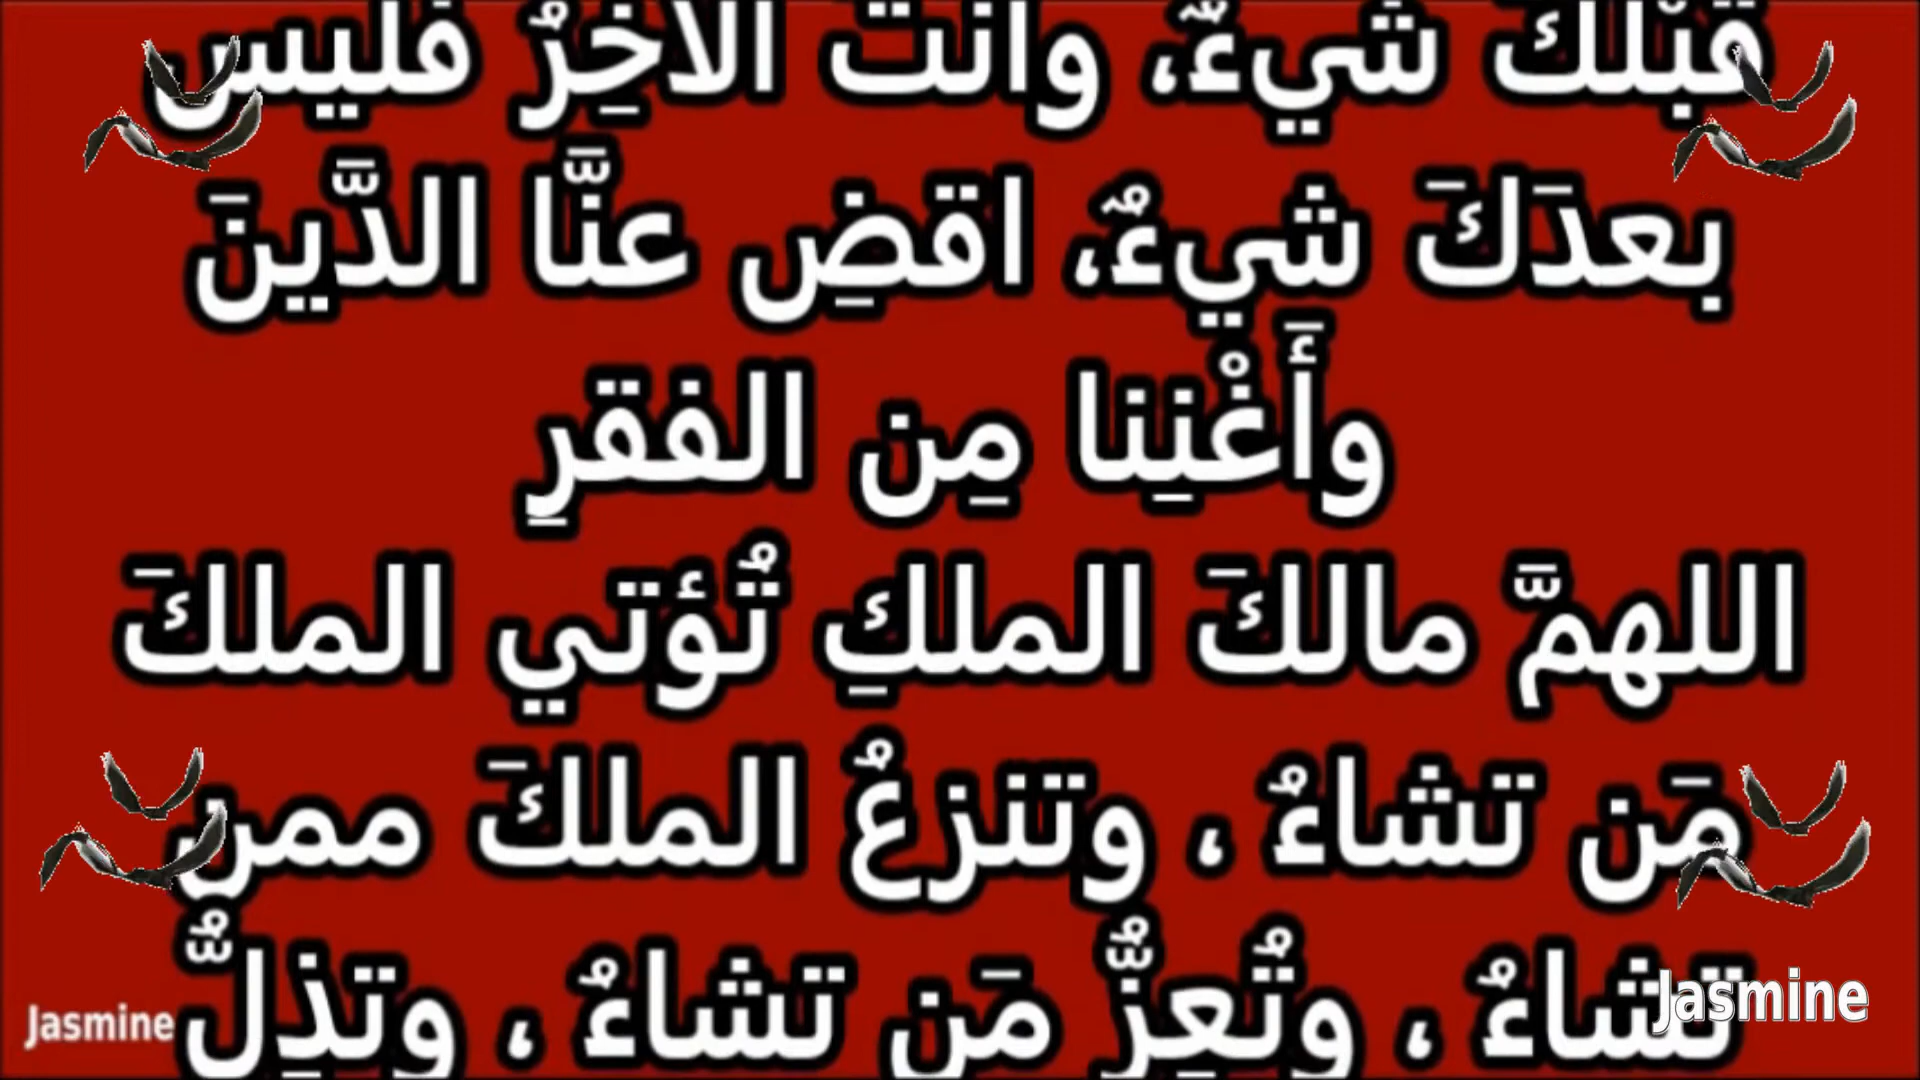 قَبْلَكَ شيءٌ، وأنت الآخِرُ فليس
بعدَكَ شيءٌ، اقضِ عنَّا الدَّينَ
وأَغْنِنا مِن الفقرِ
اللهمَّ مالكَ الملكِ تُؤتي الملكَ
مَن تشاءُ ، وتنزعُ الملكَ ممن
تشاءُ ، وتُعِزُّ مَن تشاءُ ، وتذِلُّ
Jasmine
Jasmine